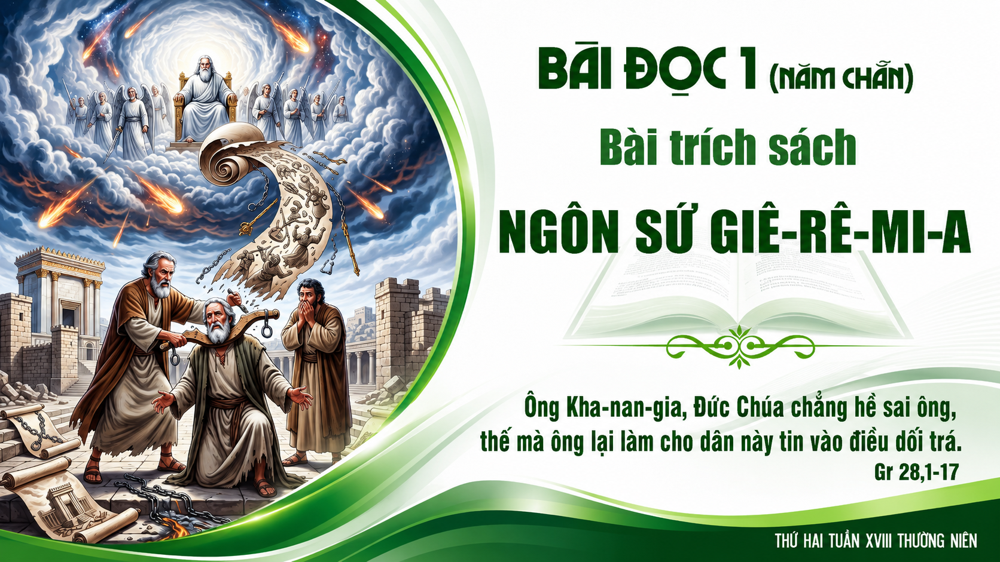 BÀI ĐỌC 1 (NĂM CHẴN)
Bài trích sách
NGÔN SỨ GIÊ-RÊ-MI-A
Ông Kha-nan-gia, Đức Chúa chẳng hề sai ông,
thế mà ông lại làm cho dân này tin vào điều dối trá.
Gr 28,1-17
THỨ HAI TUẦN XVIII THƯỜNG NIÊN